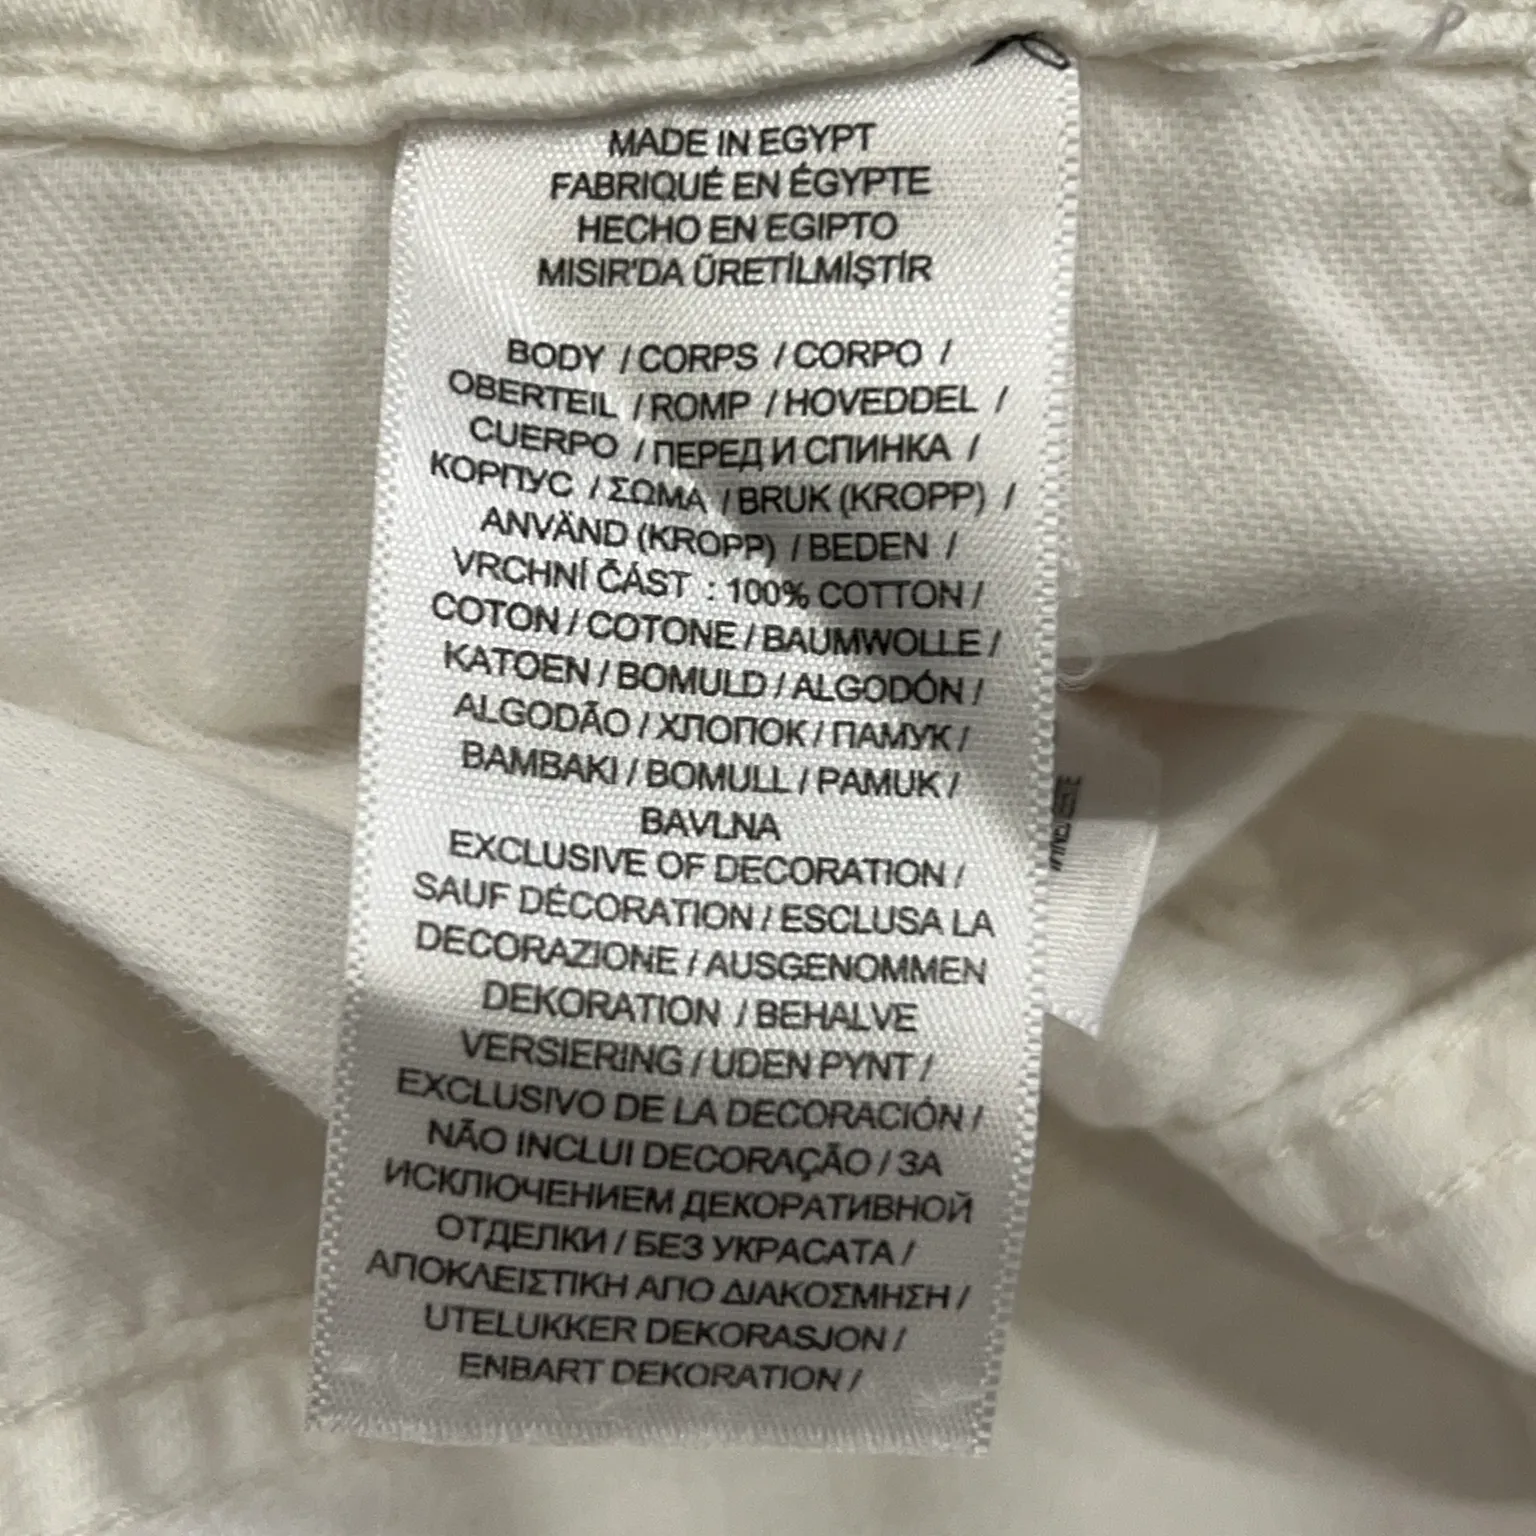 MADE IN EGYPT
FABRIQUÉ EN ÉGYPTE
HECHO EN EGIPTO
MISIR'DA ÜRETİLMİŞTİR
BODY / CORPS / CORPO /
OBERTEIL / ROMP / HOVEDDEL /
CUERPO / ПЕРЕД И СПИНКА /
КОРПУС / ΣΩΜΑ / BRUK (KROPP) /
ANVÄND (KROPP) / BEDEN /
VRCHNÍ ČÁST : 100% COTTON /
COTON / COTONE / BAUMWOLLE /
KATOEN / BOMULD / ALGODÓN /
ALGODÃO / ХЛОПОК / ПАМУК /
BAMBAKI / BOMULL / PAMUK /
BAVLNA
EXCLUSIVE OF DECORATION /
SAUF DÉCORATION / ESCLUSA LA
DECORAZIONE / AUSGENOMMEN
DEKORATION / BEHALVE
VERSIERING / UDEN PYNT /
EXCLUSIVO DE LA DECORACIÓN /
NÃO INCLUI DECORAÇÃO / ЗА
ИСКЛЮЧЕНИЕМ ДЕКОРАТИВНОЙ
ОТДЕЛКИ / БЕЗ УКРАСАТА /
ΑΠΟΚΛΕΙΣΤΙΚΗ ΑΠΟ ΔΙΑΚΟΣΜΗΣΗ /
UTELUKKER DEKORASJON /
ENBART DEKORATION /